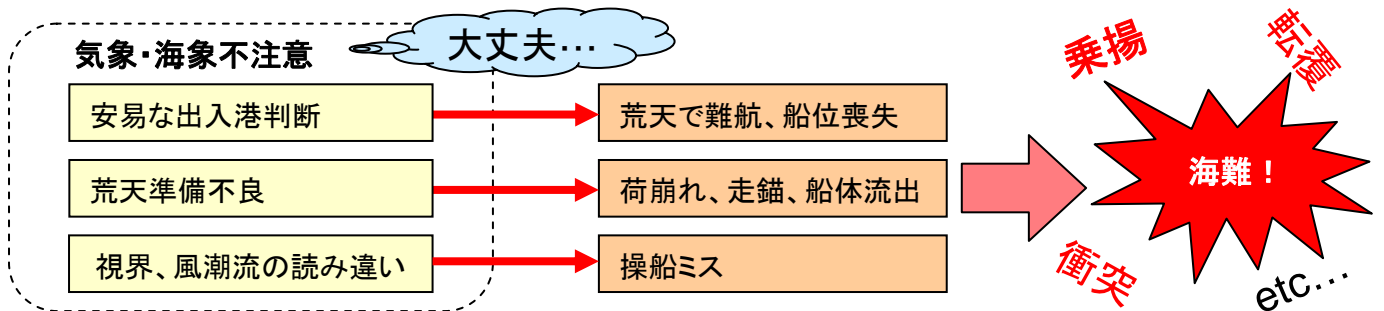 気象・海象不注意
大丈夫…
安易な出入港判断
荒天で難航、船位喪失
荒天準備不良
荷崩れ、走錨、船体流出
視界、風潮流の読み違い
操船ミス
乗揚
転覆
海難！
衝突
etc…